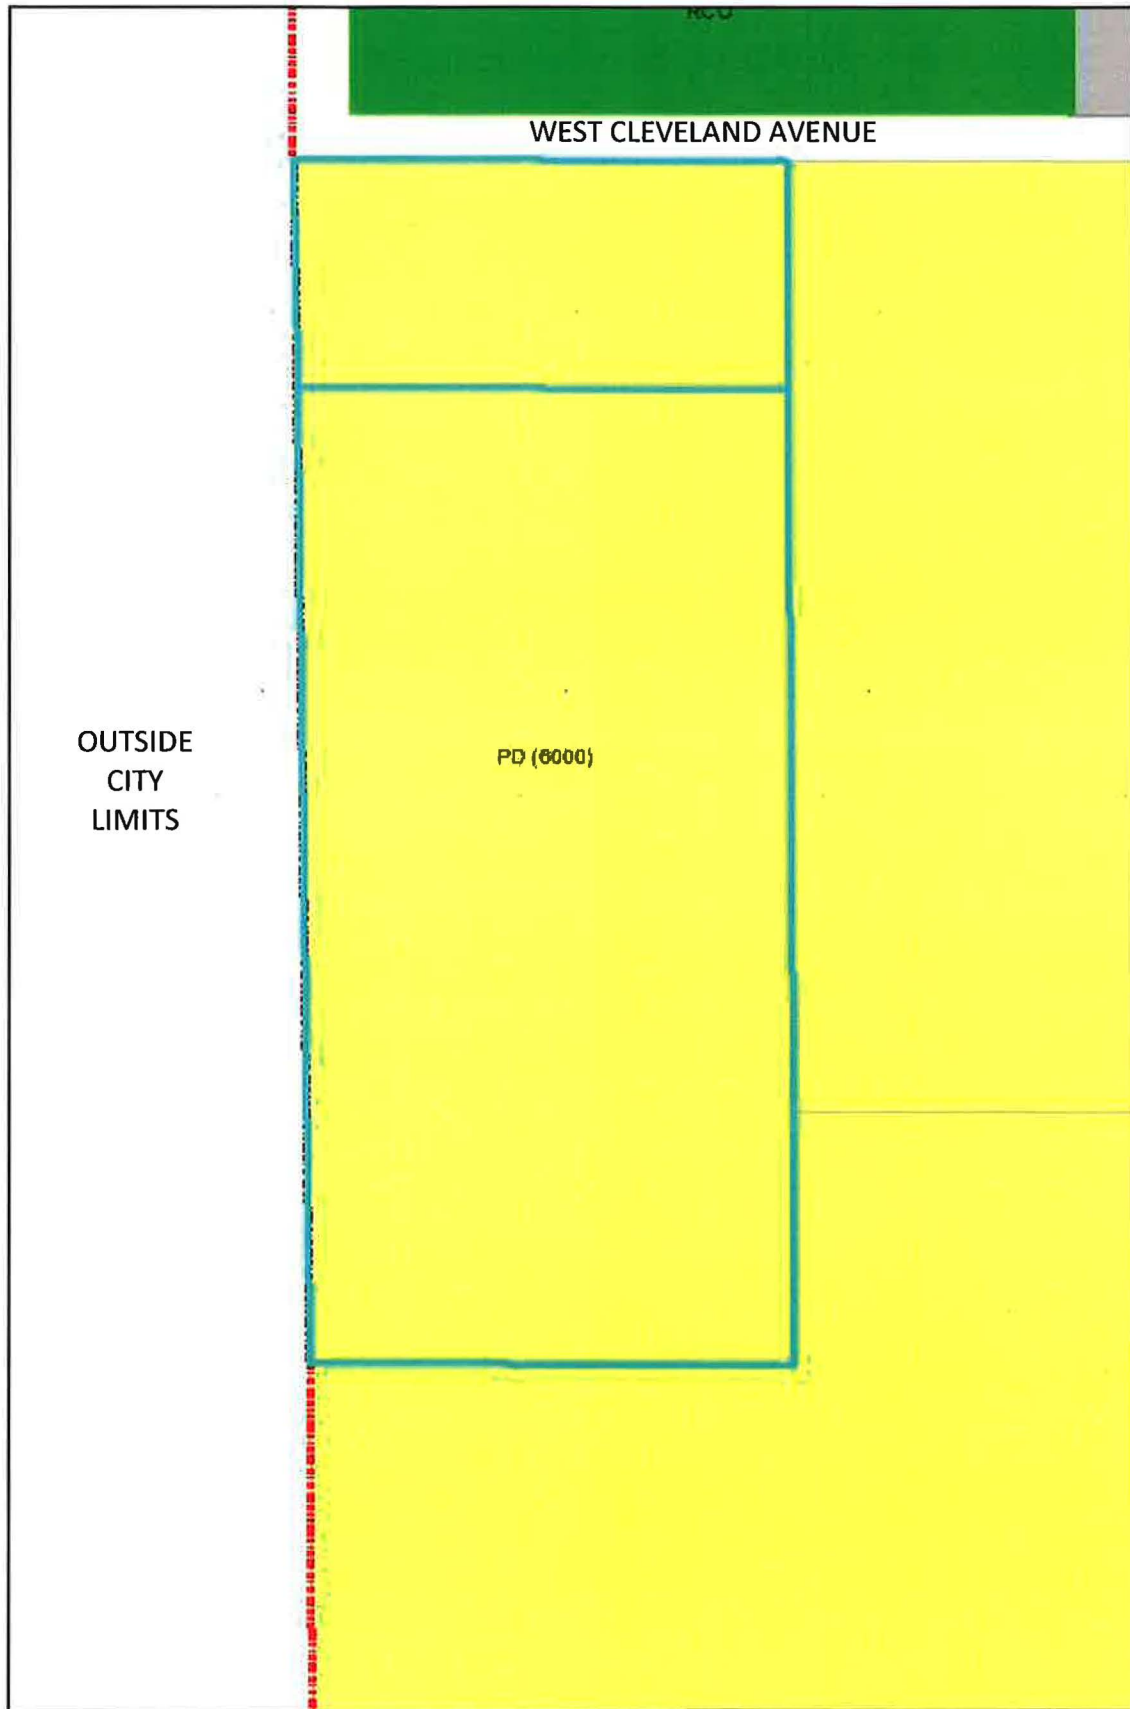 WEST CLEVELAND AVENUE
OUTSIDE
CITY
LIMITS
PD (6000)